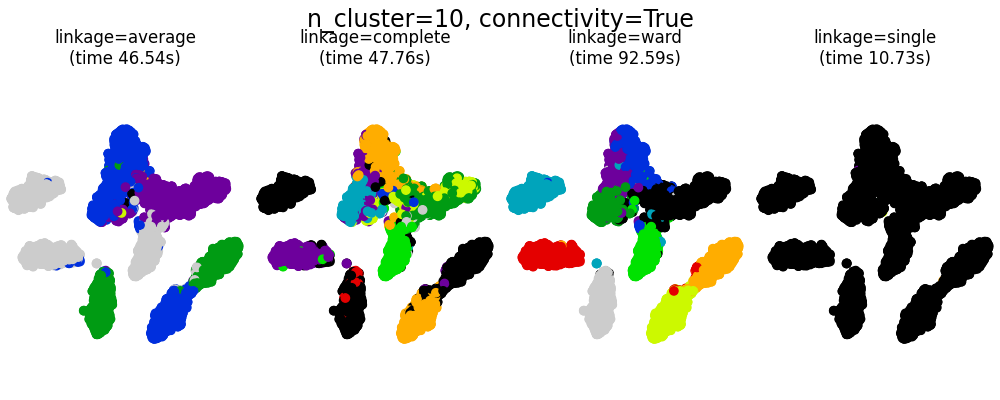 n_cluster=10, connectivity=True
linkage=average
(time 46.54s)
linkage=complete
(time 47.76s)
linkage=ward
(time 92.59s)
linkage=single
(time 10.73s)